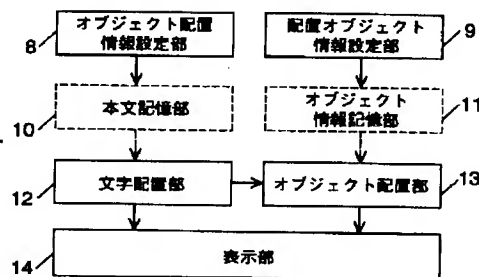 オブジェクト配置
情報設定部
8
配置オブジェクト
情報設定部
9
本文記憶部
10
オブジェクト
情報記憶部
11
文字配置部
12
オブジェクト配置部
13
表示部
14